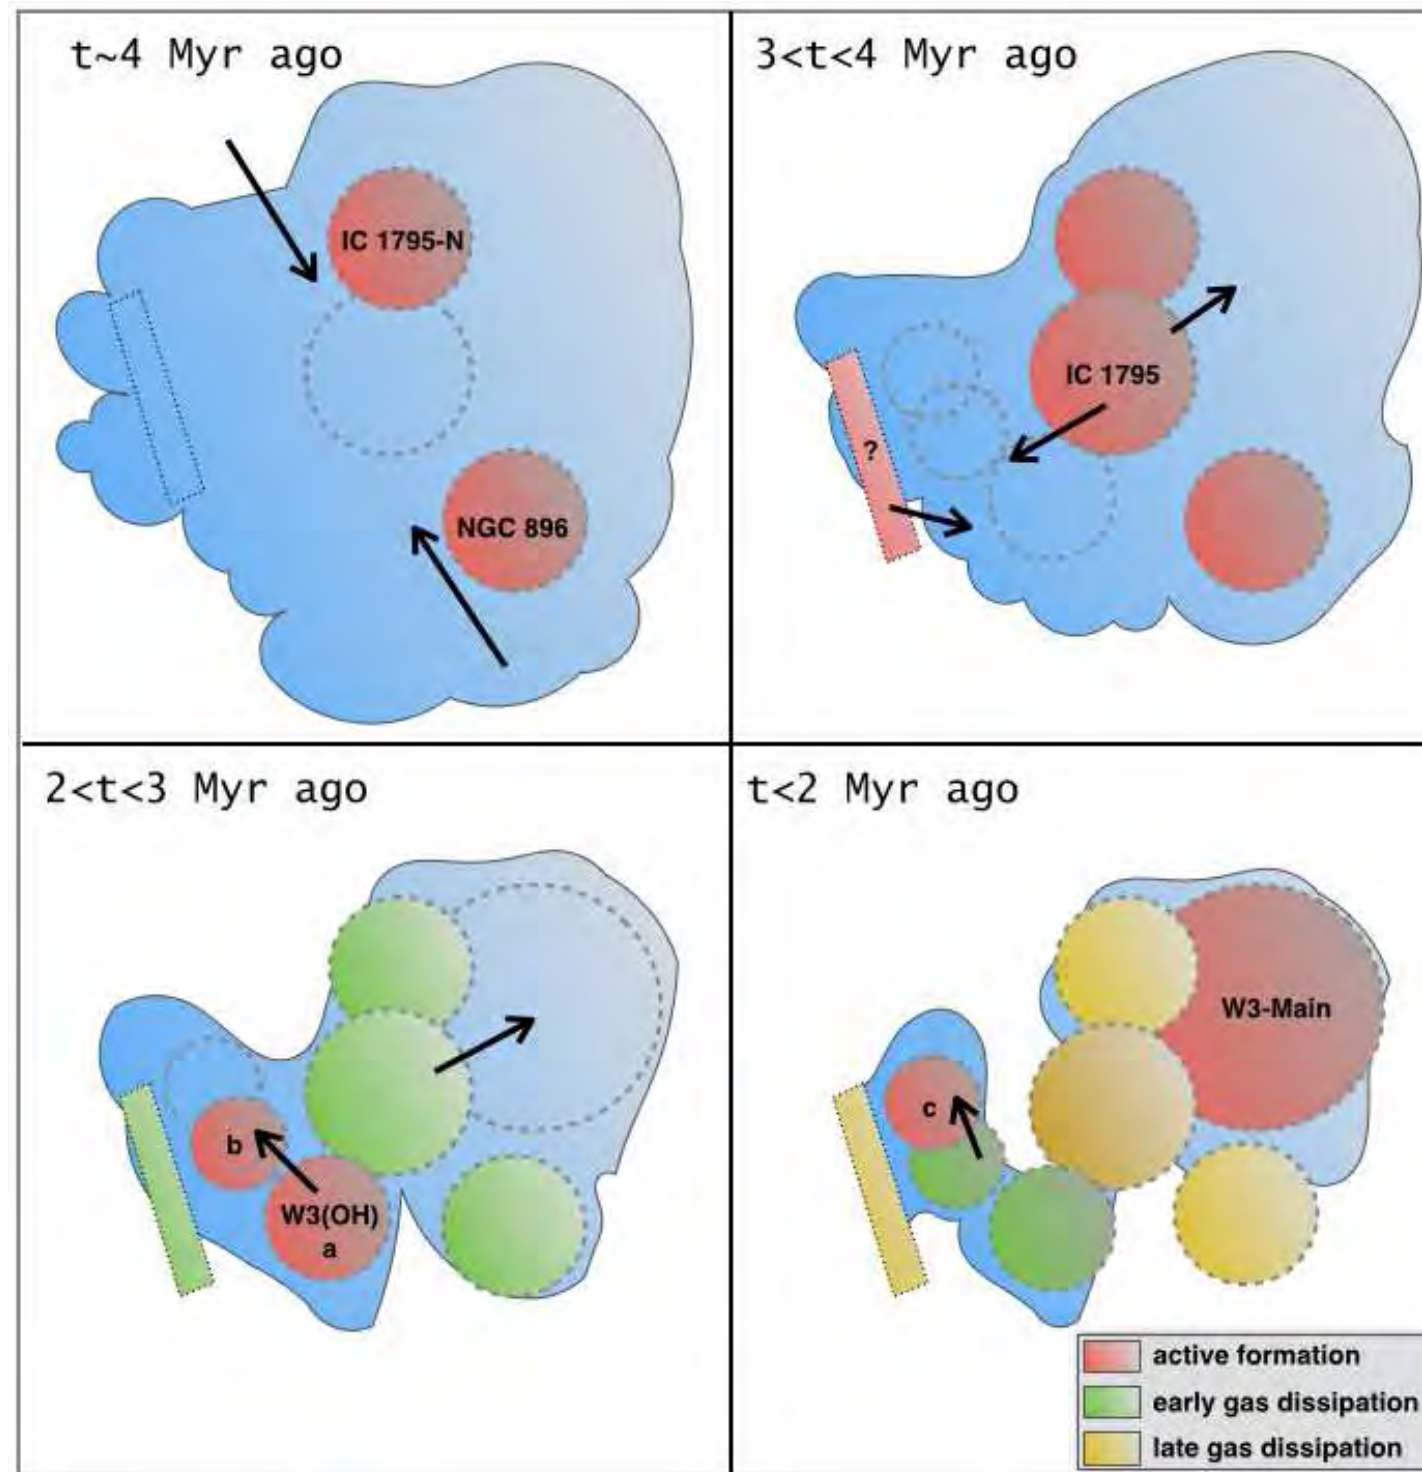 t~4 Myr ago
IC 1795-N
NGC 896
3<t<4 Myr ago
IC 1795
?
2<t<3 Myr ago
b
W3(OH)
a
t<2 Myr ago
W3-Main
c
active formation
early gas dissipation
late gas dissipation